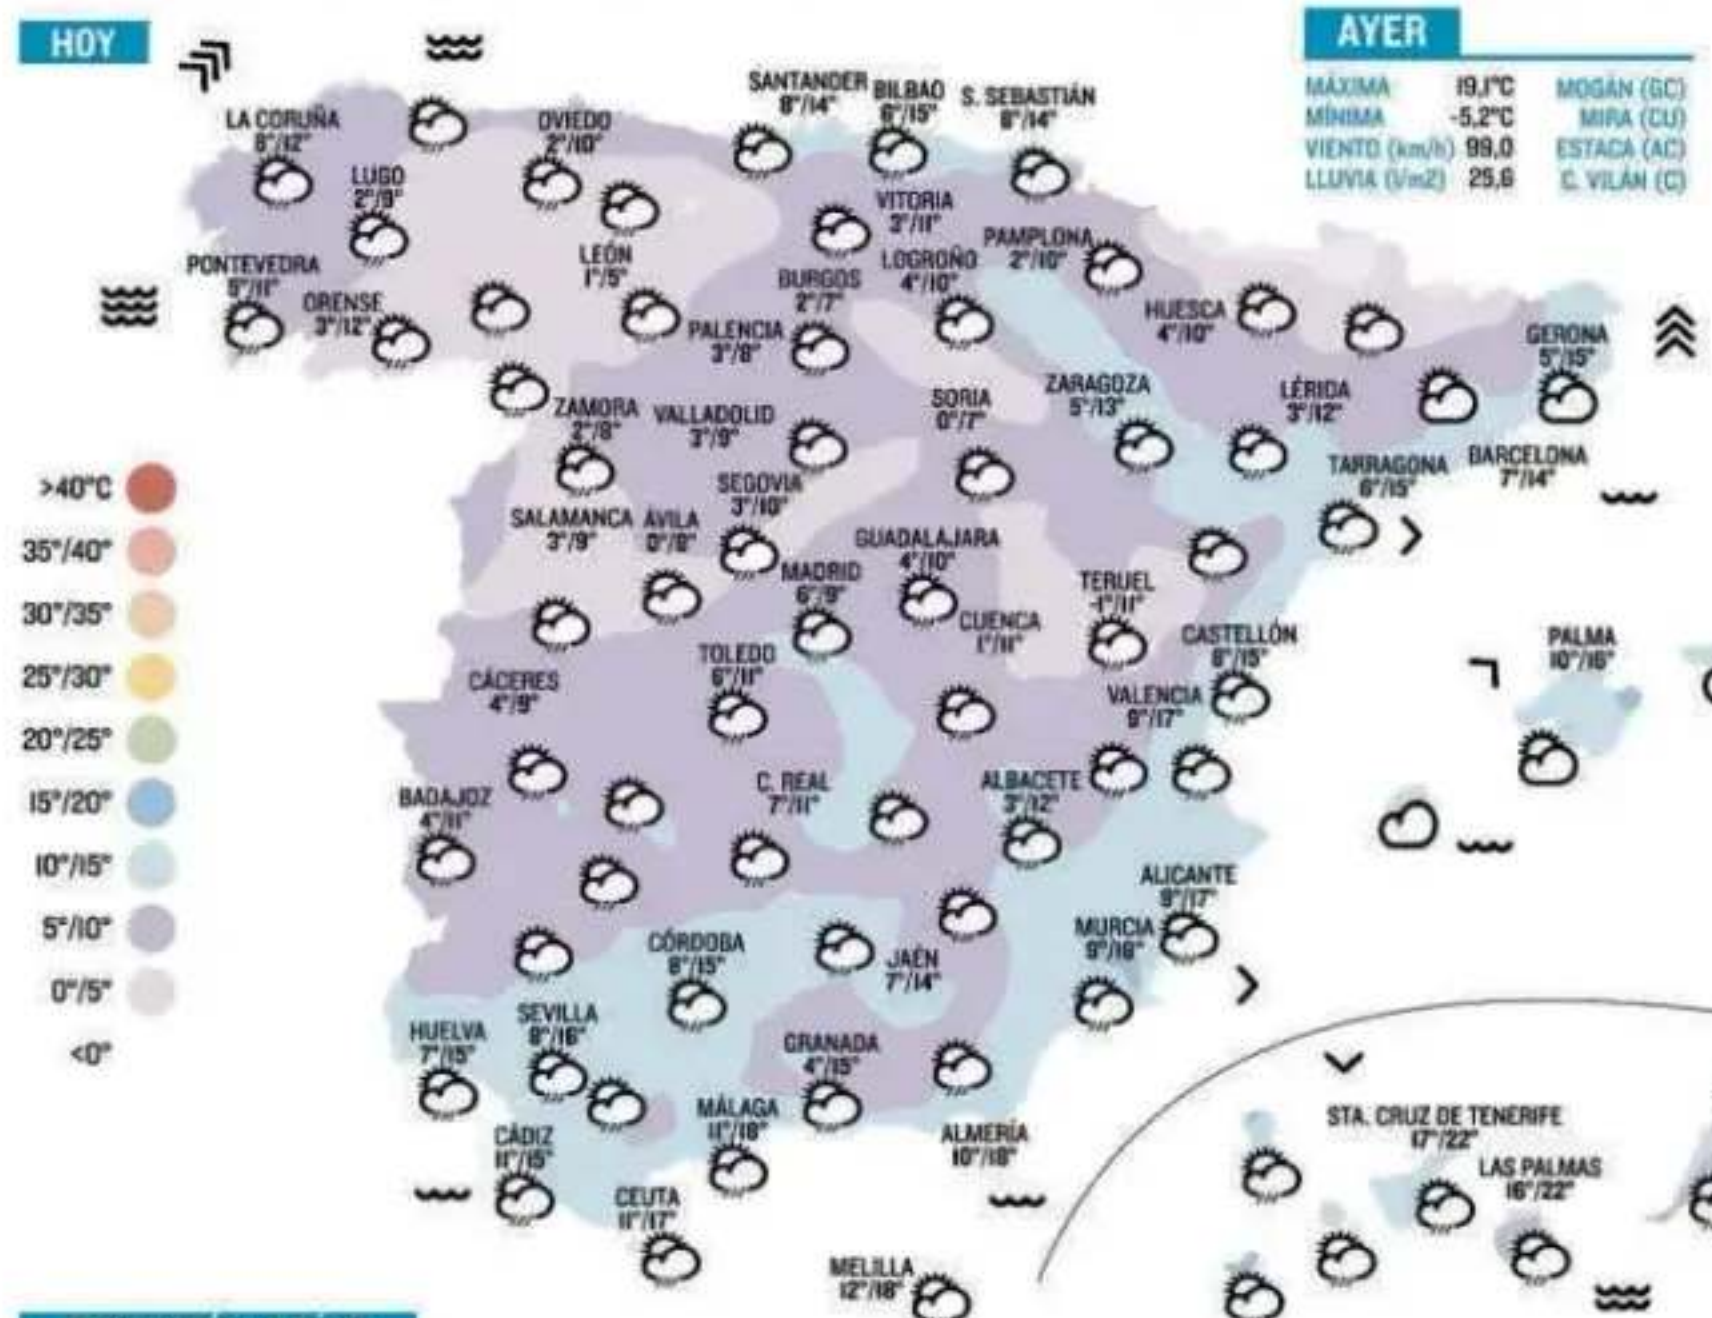 HOY
AYER
MÁXIMA 19,1°C MOGÁN (GC)
MÍNIMA -5,2°C MIRA (CU)
VIENTO (km/h) 99,0 ESTACA (AC)
LLUVIA (l/m2) 25,6 C. VILÁN (C)
SANTANDER
8°/14°
BILBAO
6°/15°
S. SEBASTIÁN
8°/14°
LA CORUÑA
8°/12°
OVIEDO
2°/10°
LUGO
2°/9°
VITORIA
3°/11°
PAMPLONA
2°/10°
LEÓN
1°/5°
LOGROÑO
4°/10°
PONTEVEDRA
5°/11°
BURGOS
2°/7°
ORENSE
3°/12°
HUESCA
4°/10°
PALENCIA
3°/8°
GERONA
5°/15°
ZARAGOZA
5°/13°
LÉRIDA
3°/12°
SORIA
0°/7°
ZAMORA
2°/8°
VALLADOLID
3°/9°
BARCELONA
7°/14°
TARRAGONA
6°/15°
SEGOVIA
3°/10°
>40°C
SALAMANCA
3°/9°
ÁVILA
0°/8°
GUADALAJARA
4°/10°
35°/40°
MADRID
6°/9°
TERUEL
-1°/11°
30°/35°
CUENCA
1°/11°
CASTELLÓN
8°/15°
PALMA
10°/16°
TOLEDO
6°/11°
25°/30°
CÁCERES
4°/9°
VALENCIA
9°/17°
20°/25°
C. REAL
7°/11°
ALBACETE
3°/12°
15°/20°
BADAJOZ
4°/11°
10°/15°
ALICANTE
9°/17°
5°/10°
MURCIA
9°/18°
CÓRDOBA
8°/15°
JAÉN
7°/14°
0°/5°
SEVILLA
8°/16°
HUELVA
7°/15°
GRANADA
4°/15°
<0°
MÁLAGA
11°/18°
STA. CRUZ DE TENERIFE
17°/22°
CÁDIZ
11°/15°
ALMERÍA
10°/18°
LAS PALMAS
16°/22°
CEUTA
11°/17°
MELILLA
12°/18°